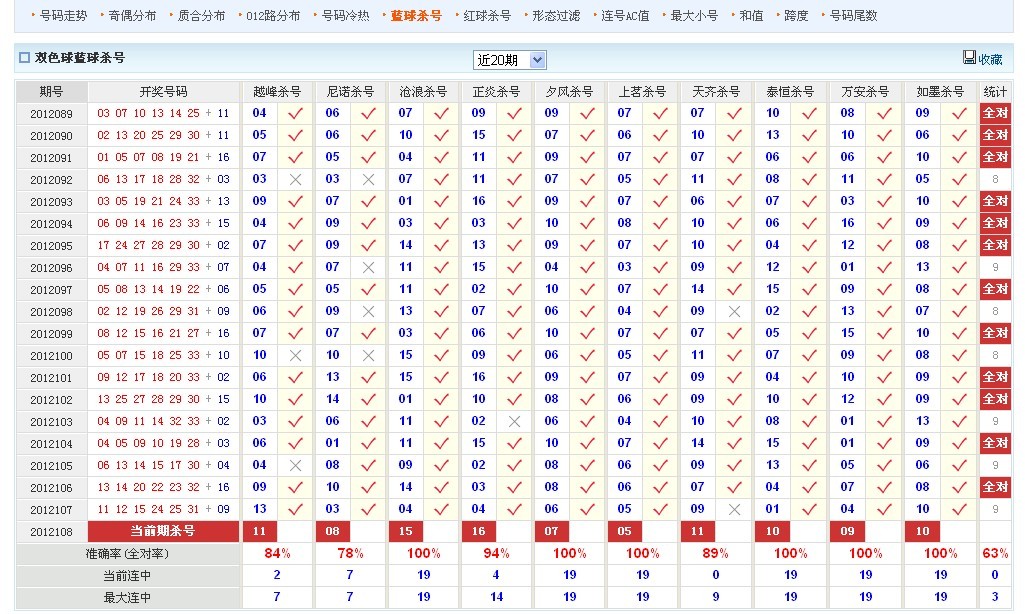 号码走势 奇偶分布 质合分布 012路分布 号码冷热 蓝球杀号 红球杀号 形态过滤 连号AC值 最大小号 和值 跨度 号码尾数
双色球蓝球杀号 近20期 收藏
期号 开奖号码 越峰杀号 尼诺杀号 沧浪杀号 正炎杀号 夕风杀号 上茗杀号 天齐杀号 泰恒杀号 万安杀号 如墨杀号 统计
2012089 03 07 10 13 14 25 + 11 04 06 07 09 09 07 07 10 08 09 全对
2012090 02 13 20 25 29 30 + 11 05 06 10 15 07 06 10 13 10 06 全对
2012091 01 05 07 08 19 21 + 16 07 05 04 11 09 07 07 06 06 10 全对
2012092 06 13 17 18 28 32 + 03 03 03 07 11 07 05 11 08 11 05 8
2012093 03 05 19 21 24 33 + 13 09 07 01 16 09 07 06 07 03 10 全对
2012094 06 09 14 16 23 33 + 15 04 09 03 03 10 08 10 06 16 09 全对
2012095 17 24 27 28 29 30 + 02 07 09 14 13 09 07 10 04 12 08 全对
2012096 04 07 11 16 29 33 + 07 04 07 11 15 04 03 09 12 01 13 9
2012097 05 08 13 14 19 22 + 06 05 05 11 02 10 07 14 15 09 08 全对
2012098 02 12 19 26 29 31 + 09 06 09 13 07 06 04 09 02 13 07 8
2012099 08 12 15 16 21 27 + 16 07 07 03 06 10 07 07 05 15 10 全对
2012100 05 07 15 18 25 33 + 10 10 10 15 09 06 05 11 07 09 08 8
2012101 09 12 17 18 20 33 + 02 06 13 15 16 09 07 09 04 10 09 全对
2012102 13 25 27 28 29 30 + 15 10 14 01 10 08 06 09 10 12 09 全对
2012103 04 09 11 14 32 33 + 02 03 06 11 02 06 04 10 08 01 13 9
2012104 04 05 09 10 19 28 + 03 06 01 11 15 10 07 14 15 01 09 全对
2012105 06 13 14 15 17 30 + 04 04 08 09 02 08 06 09 13 05 06 9
2012106 13 14 20 22 23 32 + 16 09 10 14 03 08 06 07 04 07 08 全对
2012107 11 12 15 24 25 31 + 09 13 03 04 04 06 05 09 01 04 10 9
2012108 当前期杀号 11 08 15 16 07 05 11 10 09 10
准确率(全对率) 84% 78% 100% 94% 100% 100% 89% 100% 100% 100% 63%
当前连中 2 7 19 4 19 19 0 19 19 19 0
最大连中 7 7 19 14 19 19 9 19 19 19 3